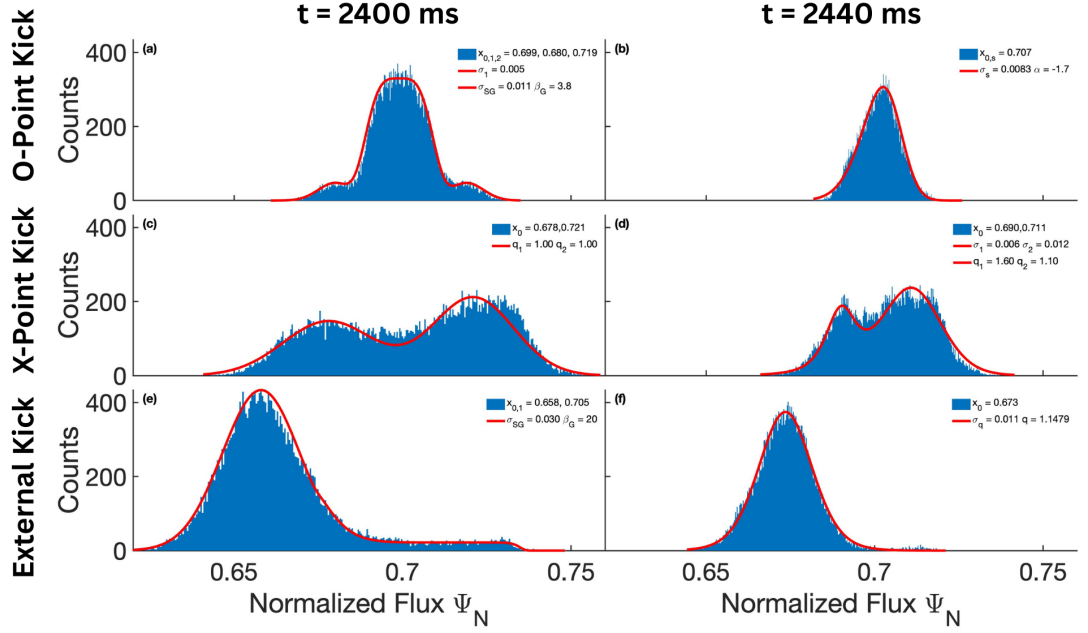 t = 2400 ms
t = 2440 ms
O-Point Kick
Counts
400
200
0
(a)
x0,1,2 = 0.699, 0.680, 0.719
σ1 = 0.005
σSG = 0.011 βG = 3.8
(b)
x0,s = 0.707
σs = 0.0083 α = -1.7
X-Point Kick
Counts
400
200
0
(c)
x0 = 0.678,0.721
q1 = 1.00 q2 = 1.00
(d)
x0 = 0.690,0.711
σ1 = 0.006 σ2 = 0.012
q1 = 1.60 q2 = 1.10
External Kick
Counts
400
200
0
(e)
x0,1 = 0.658, 0.705
σSG = 0.030 βG = 20
(f)
x0 = 0.673
σq = 0.011 q = 1.1479
0.65
0.7
0.75
0.65
0.7
0.75
Normalized Flux ΨN
Normalized Flux ΨN